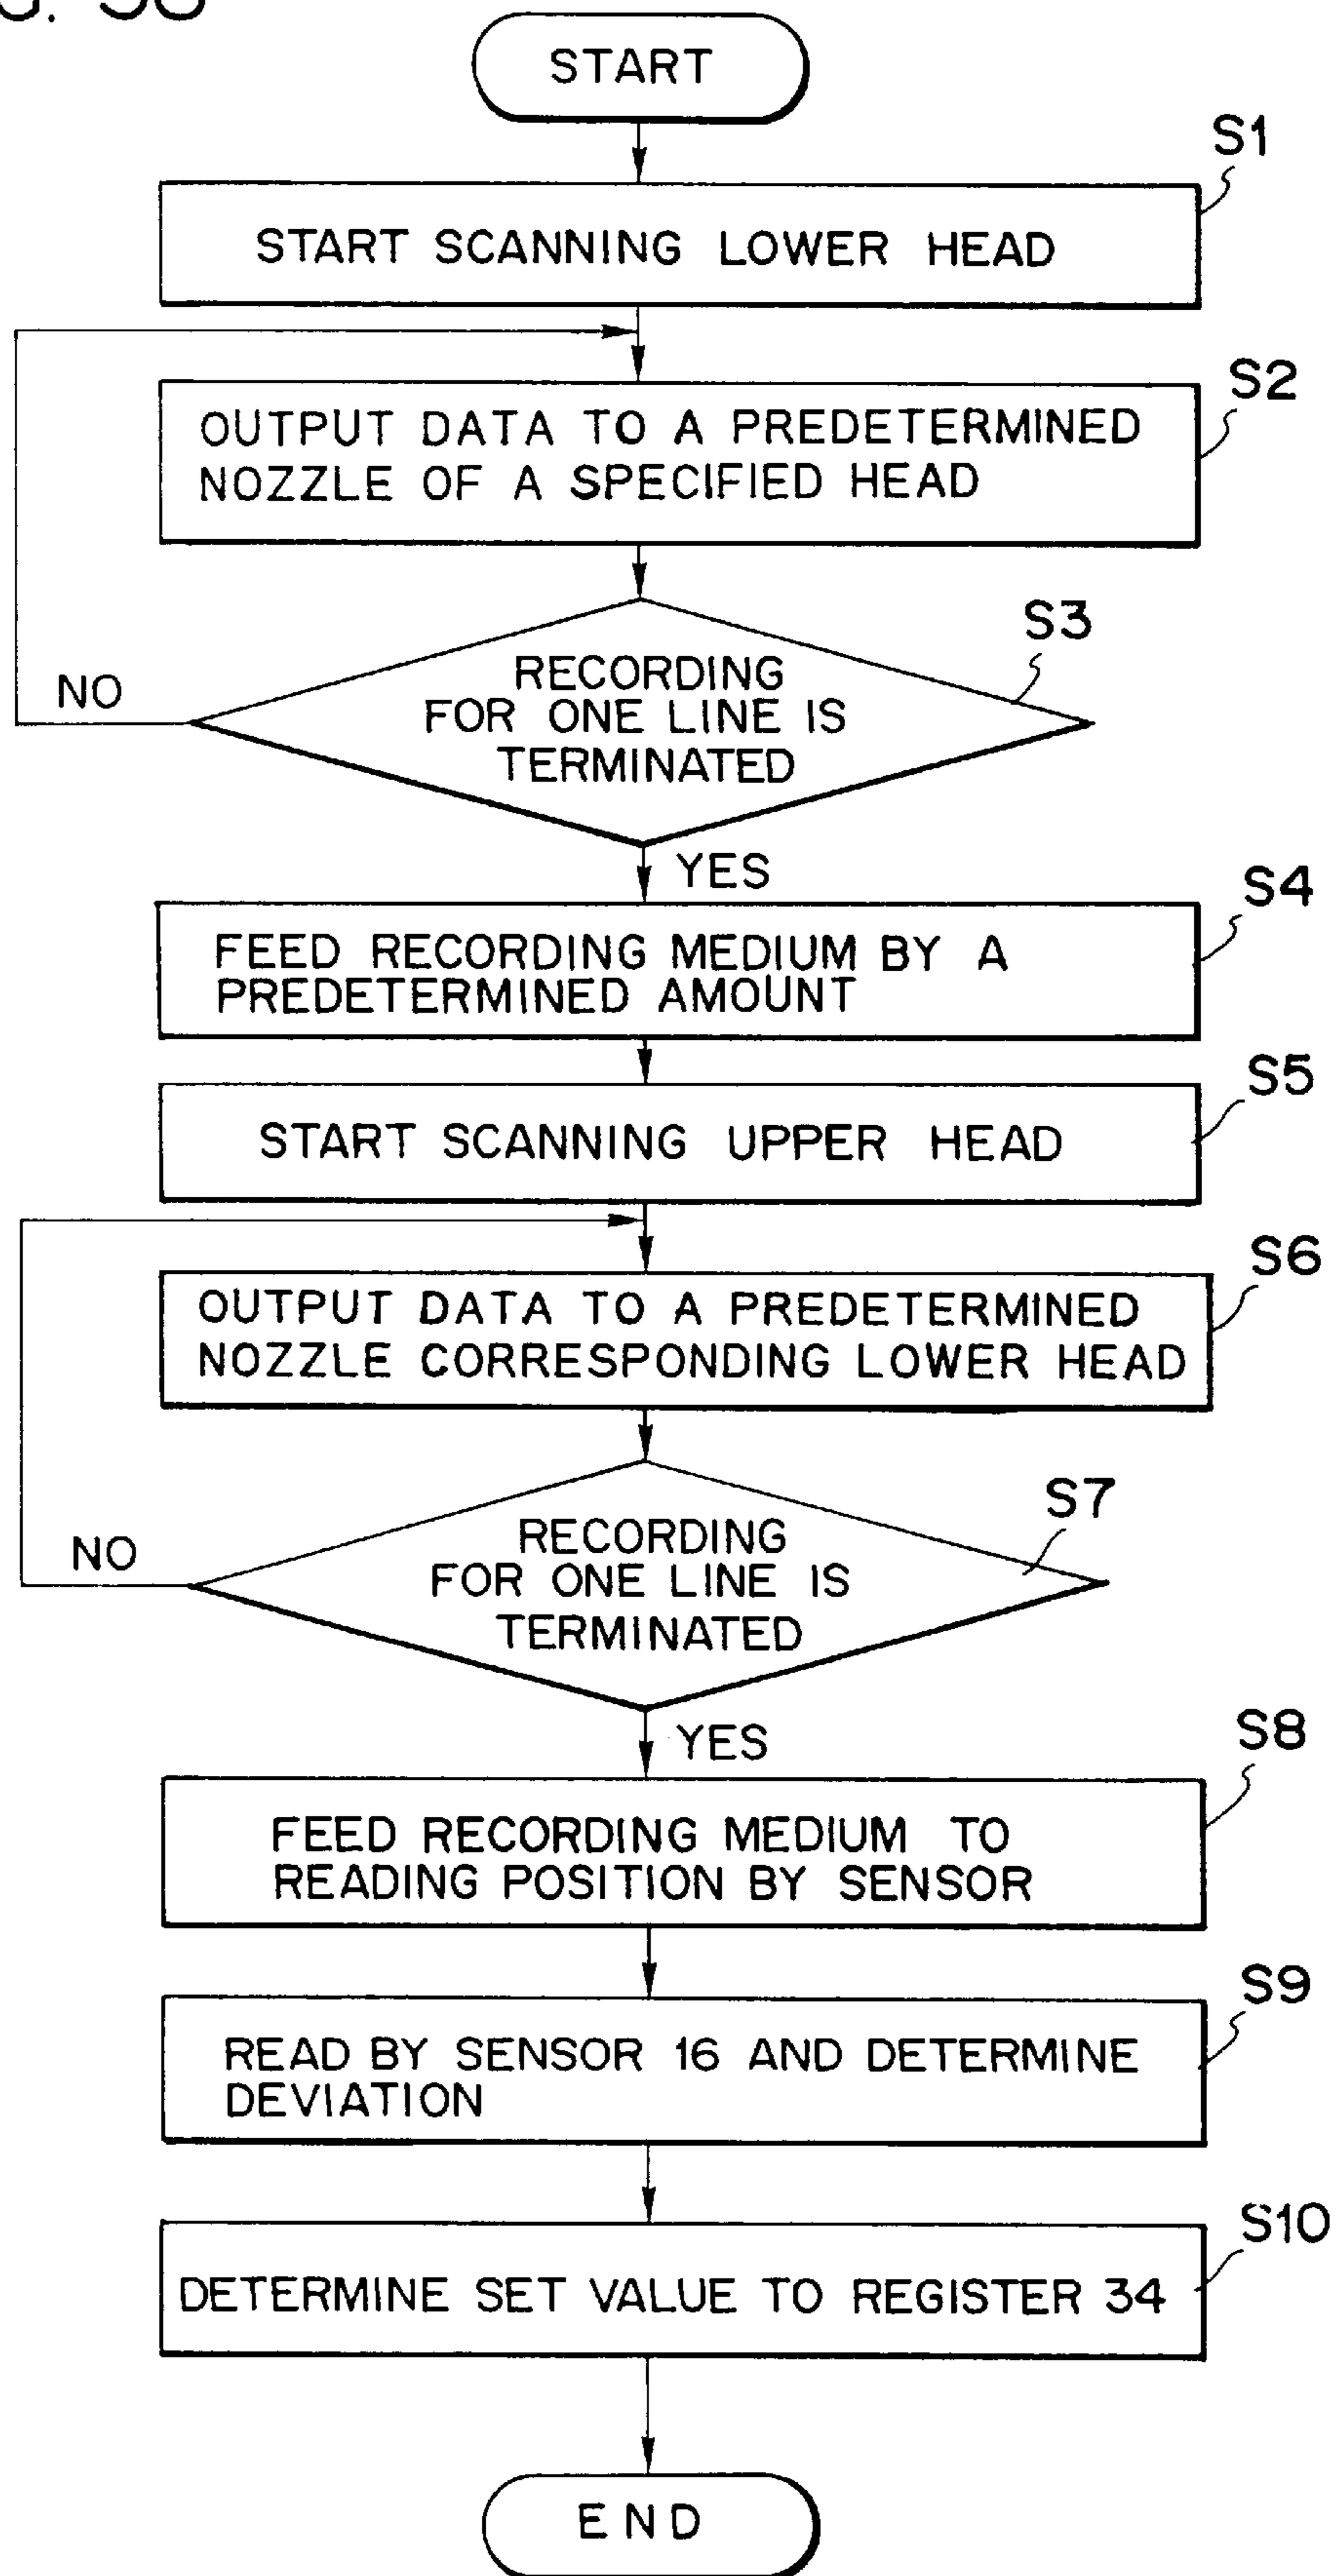 START
S1
START SCANNING LOWER HEAD
S2
OUTPUT DATA TO A PREDETERMINED
NOZZLE OF A SPECIFIED HEAD
S3
RECORDING
FOR ONE LINE IS
TERMINATED
NO
YES
S4
FEED RECORDING MEDIUM BY A
PREDETERMINED AMOUNT
S5
START SCANNING UPPER HEAD
S6
OUTPUT DATA TO A PREDETERMINED
NOZZLE CORRESPONDING LOWER HEAD
S7
RECORDING
FOR ONE LINE IS
TERMINATED
NO
YES
S8
FEED RECORDING MEDIUM TO
READING POSITION BY SENSOR
S9
READ BY SENSOR 16 AND DETERMINE
DEVIATION
S10
DETERMINE SET VALUE TO REGISTER 34
END